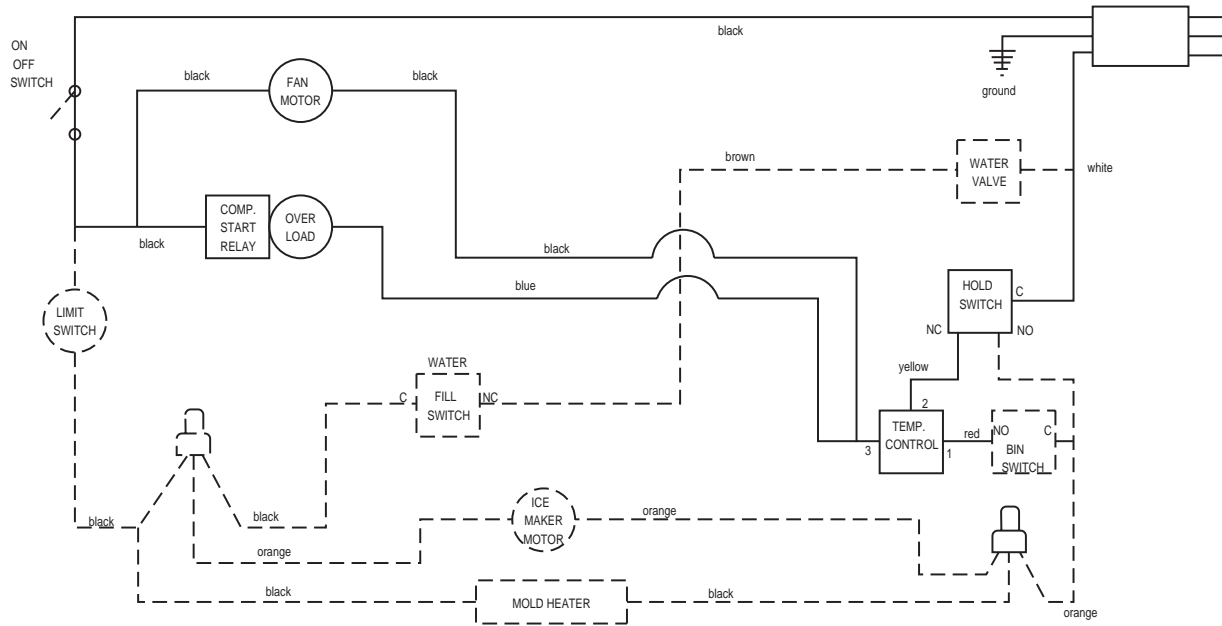 black
ON
OFF
SWITCH
black
FAN
MOTOR
black
ground
brown
WATER
VALVE
white
COMP.
START
RELAY
OVER
LOAD
black
black
blue
HOLD
SWITCH
C
NC
NO
LIMIT
SWITCH
WATER
C
FILL
SWITCH
NC
yellow
2
TEMP.
CONTROL
3
1
red
NO
C
BIN
SWITCH
black
black
orange
ICE
MAKER
MOTOR
orange
black
MOLD HEATER
black
orange